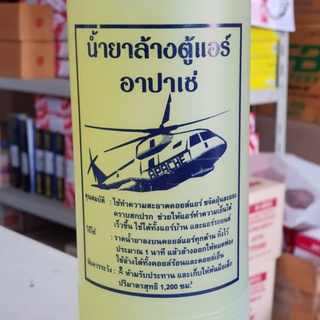 น้ำยาล้างตู้แอร์
อาปาเช่
APACHE
คุณสมบัติ : ใช้ทำความสะอาดคอยล์แอร์ ขจัดฝุ่นละออง
คราบสกปรก ช่วยให้แอร์ทำความเย็นได้
เร็วขึ้น ใช้ได้ทั้งแอร์บ้าน และแอร์รถยนต์
วิธีใช้ : ราดน้ำยาลงบนคอยล์แอร์ทุกด้าน ทิ้งไว้
ประมาณ 1 นาที แล้วล้างออกให้หมดฟอง
ใช้ล้างได้ทั้งคอยล์ร้อนและคอยล์เย็น
ข้อควรระวัง : ห้ามรับประทาน และเก็บให้พ้นมือเด็ก
ปริมาตรสุทธิ 1,200 ซม.³